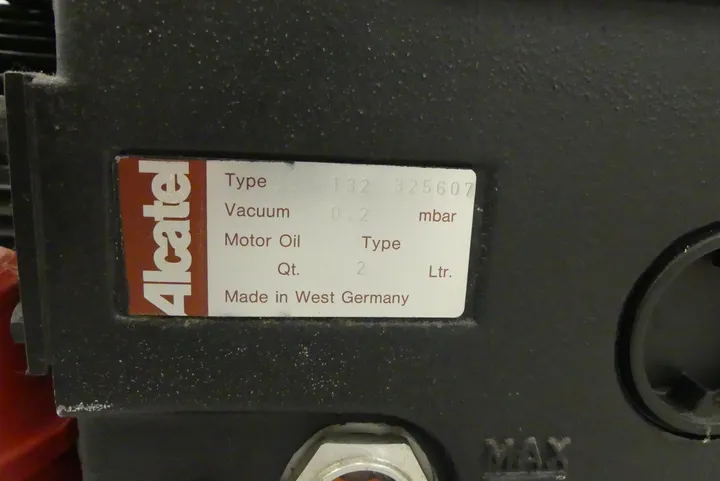 Alcatel
Type 132 325607
Vacuum 0.2 mbar
Motor Oil Type
Qt. 2 Ltr.
Made in West Germany
MAX